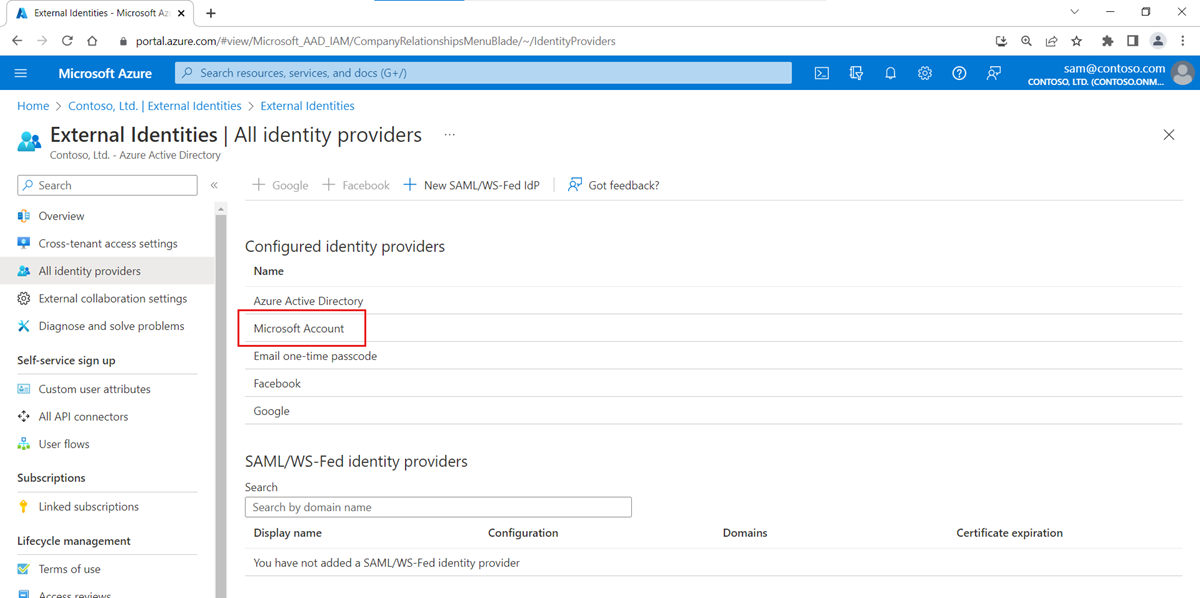 External Identities - Microsoft Az
portal.azure.com/#view/Microsoft_AAD_IAM/CompanyRelationshipsMenuBlade/~/IdentityProviders
Microsoft Azure
Search resources, services, and docs (G+/)
sam@contoso.com
CONTOSO, LTD. (CONTOSO.ONM...
Home > Contoso, Ltd. | External Identities > External Identities
External Identities | All identity providers ...
Contoso, Ltd. - Azure Active Directory
Search
«
+ Google + Facebook + New SAML/WS-Fed IdP Got feedback?
Overview
Cross-tenant access settings
All identity providers
External collaboration settings
Diagnose and solve problems
Self-service sign up
Custom user attributes
All API connectors
User flows
Subscriptions
Linked subscriptions
Lifecycle management
Terms of use
Access reviews
Configured identity providers
Name
Azure Active Directory
Microsoft Account
Email one-time passcode
Facebook
Google
SAML/WS-Fed identity providers
Search
Search by domain name
Display name Configuration Domains Certificate expiration
You have not added a SAML/WS-Fed identity provider